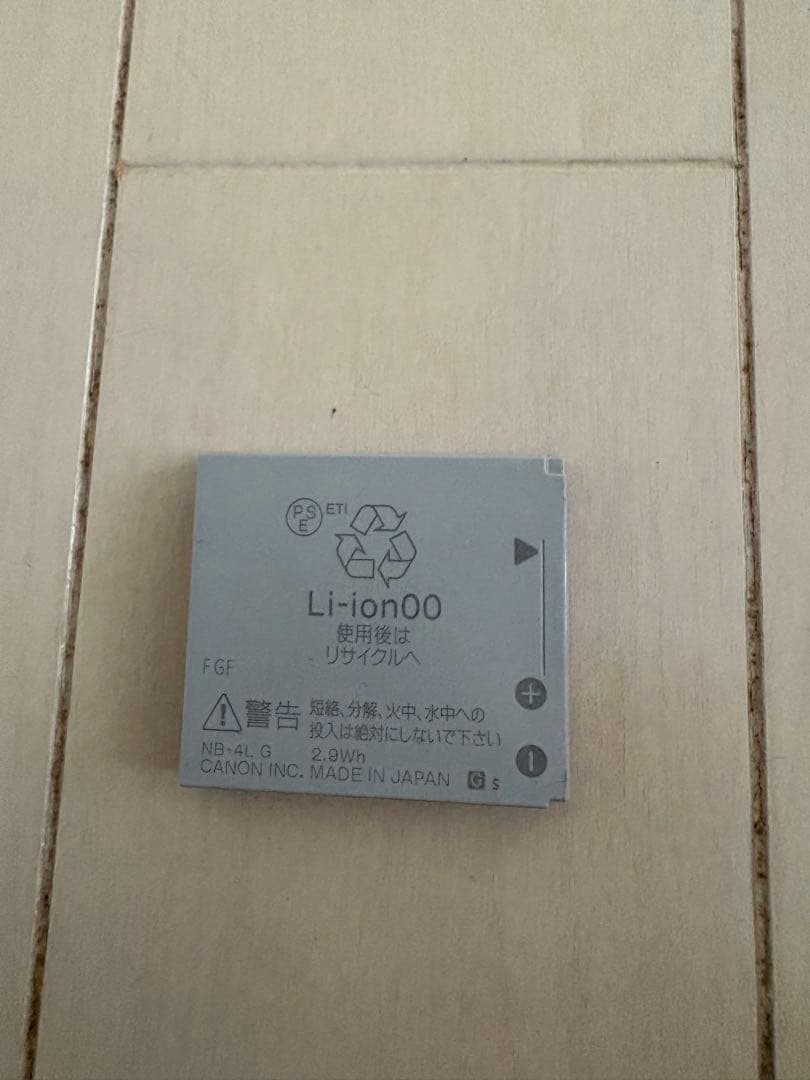 PSE ETI
Li-ion00
使用後は
リサイクルへ
FGF
警告 短絡、分解、火中、水中への
投入は絶対にしないで下さい
NB-4L G 2.9Wh
CANON INC. MADE IN JAPAN G s